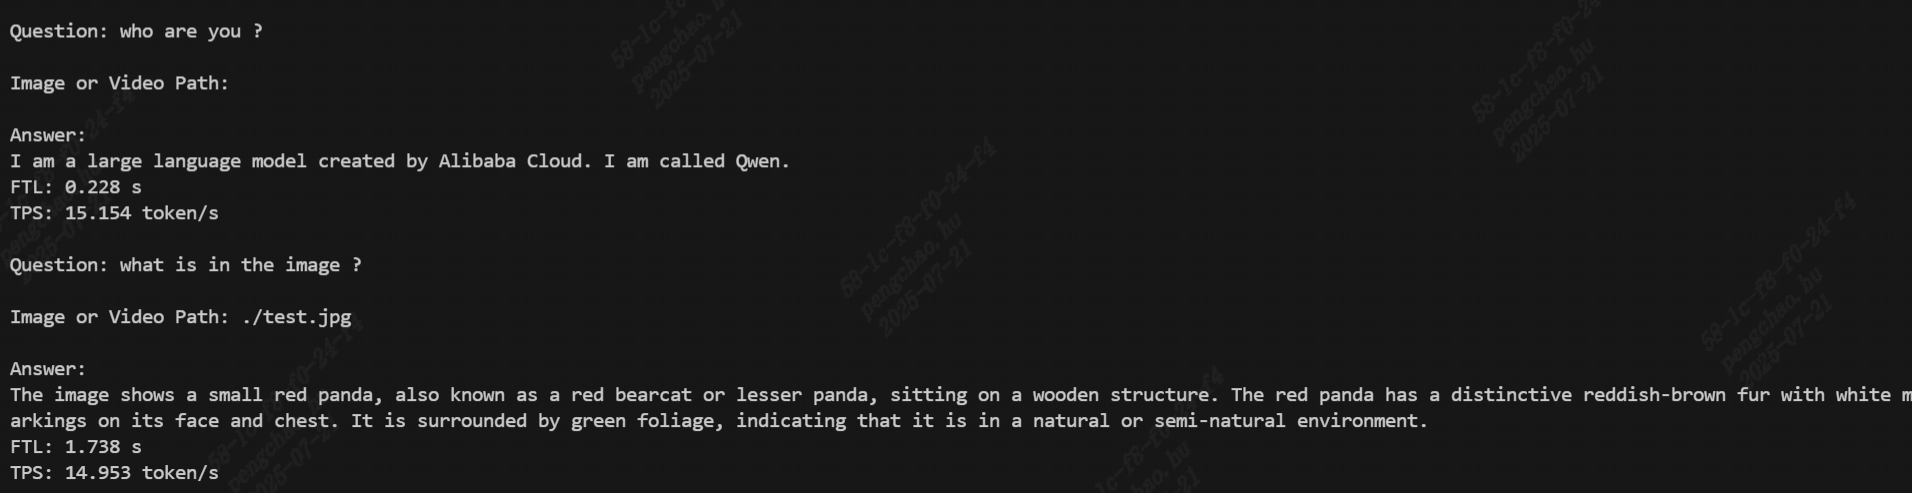 Question: who are you ?
Image or Video Path:
Answer:
I am a large language model created by Alibaba Cloud. I am called Qwen.
FTL: 0.228 s
TPS: 15.154 token/s
Question: what is in the image ?
Image or Video Path: ./test.jpg
Answer:
The image shows a small red panda, also known as a red bearcat or lesser panda, sitting on a wooden structure. The red panda has a distinctive reddish-brown fur with white m
arkings on its face and chest. It is surrounded by green foliage, indicating that it is in a natural or semi-natural environment.
FTL: 1.738 s
TPS: 14.953 token/s
58-1c-f8-f0-24-f4
pengchao.hu
2025-07-21